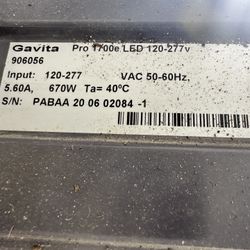 Gavita Pro 1700e LED 120-277v
906056
Input: 120-277 VAC 50-60Hz,
5.60A, 670W Ta= 40°C
S/N: PABAA 20 06 02084 -1